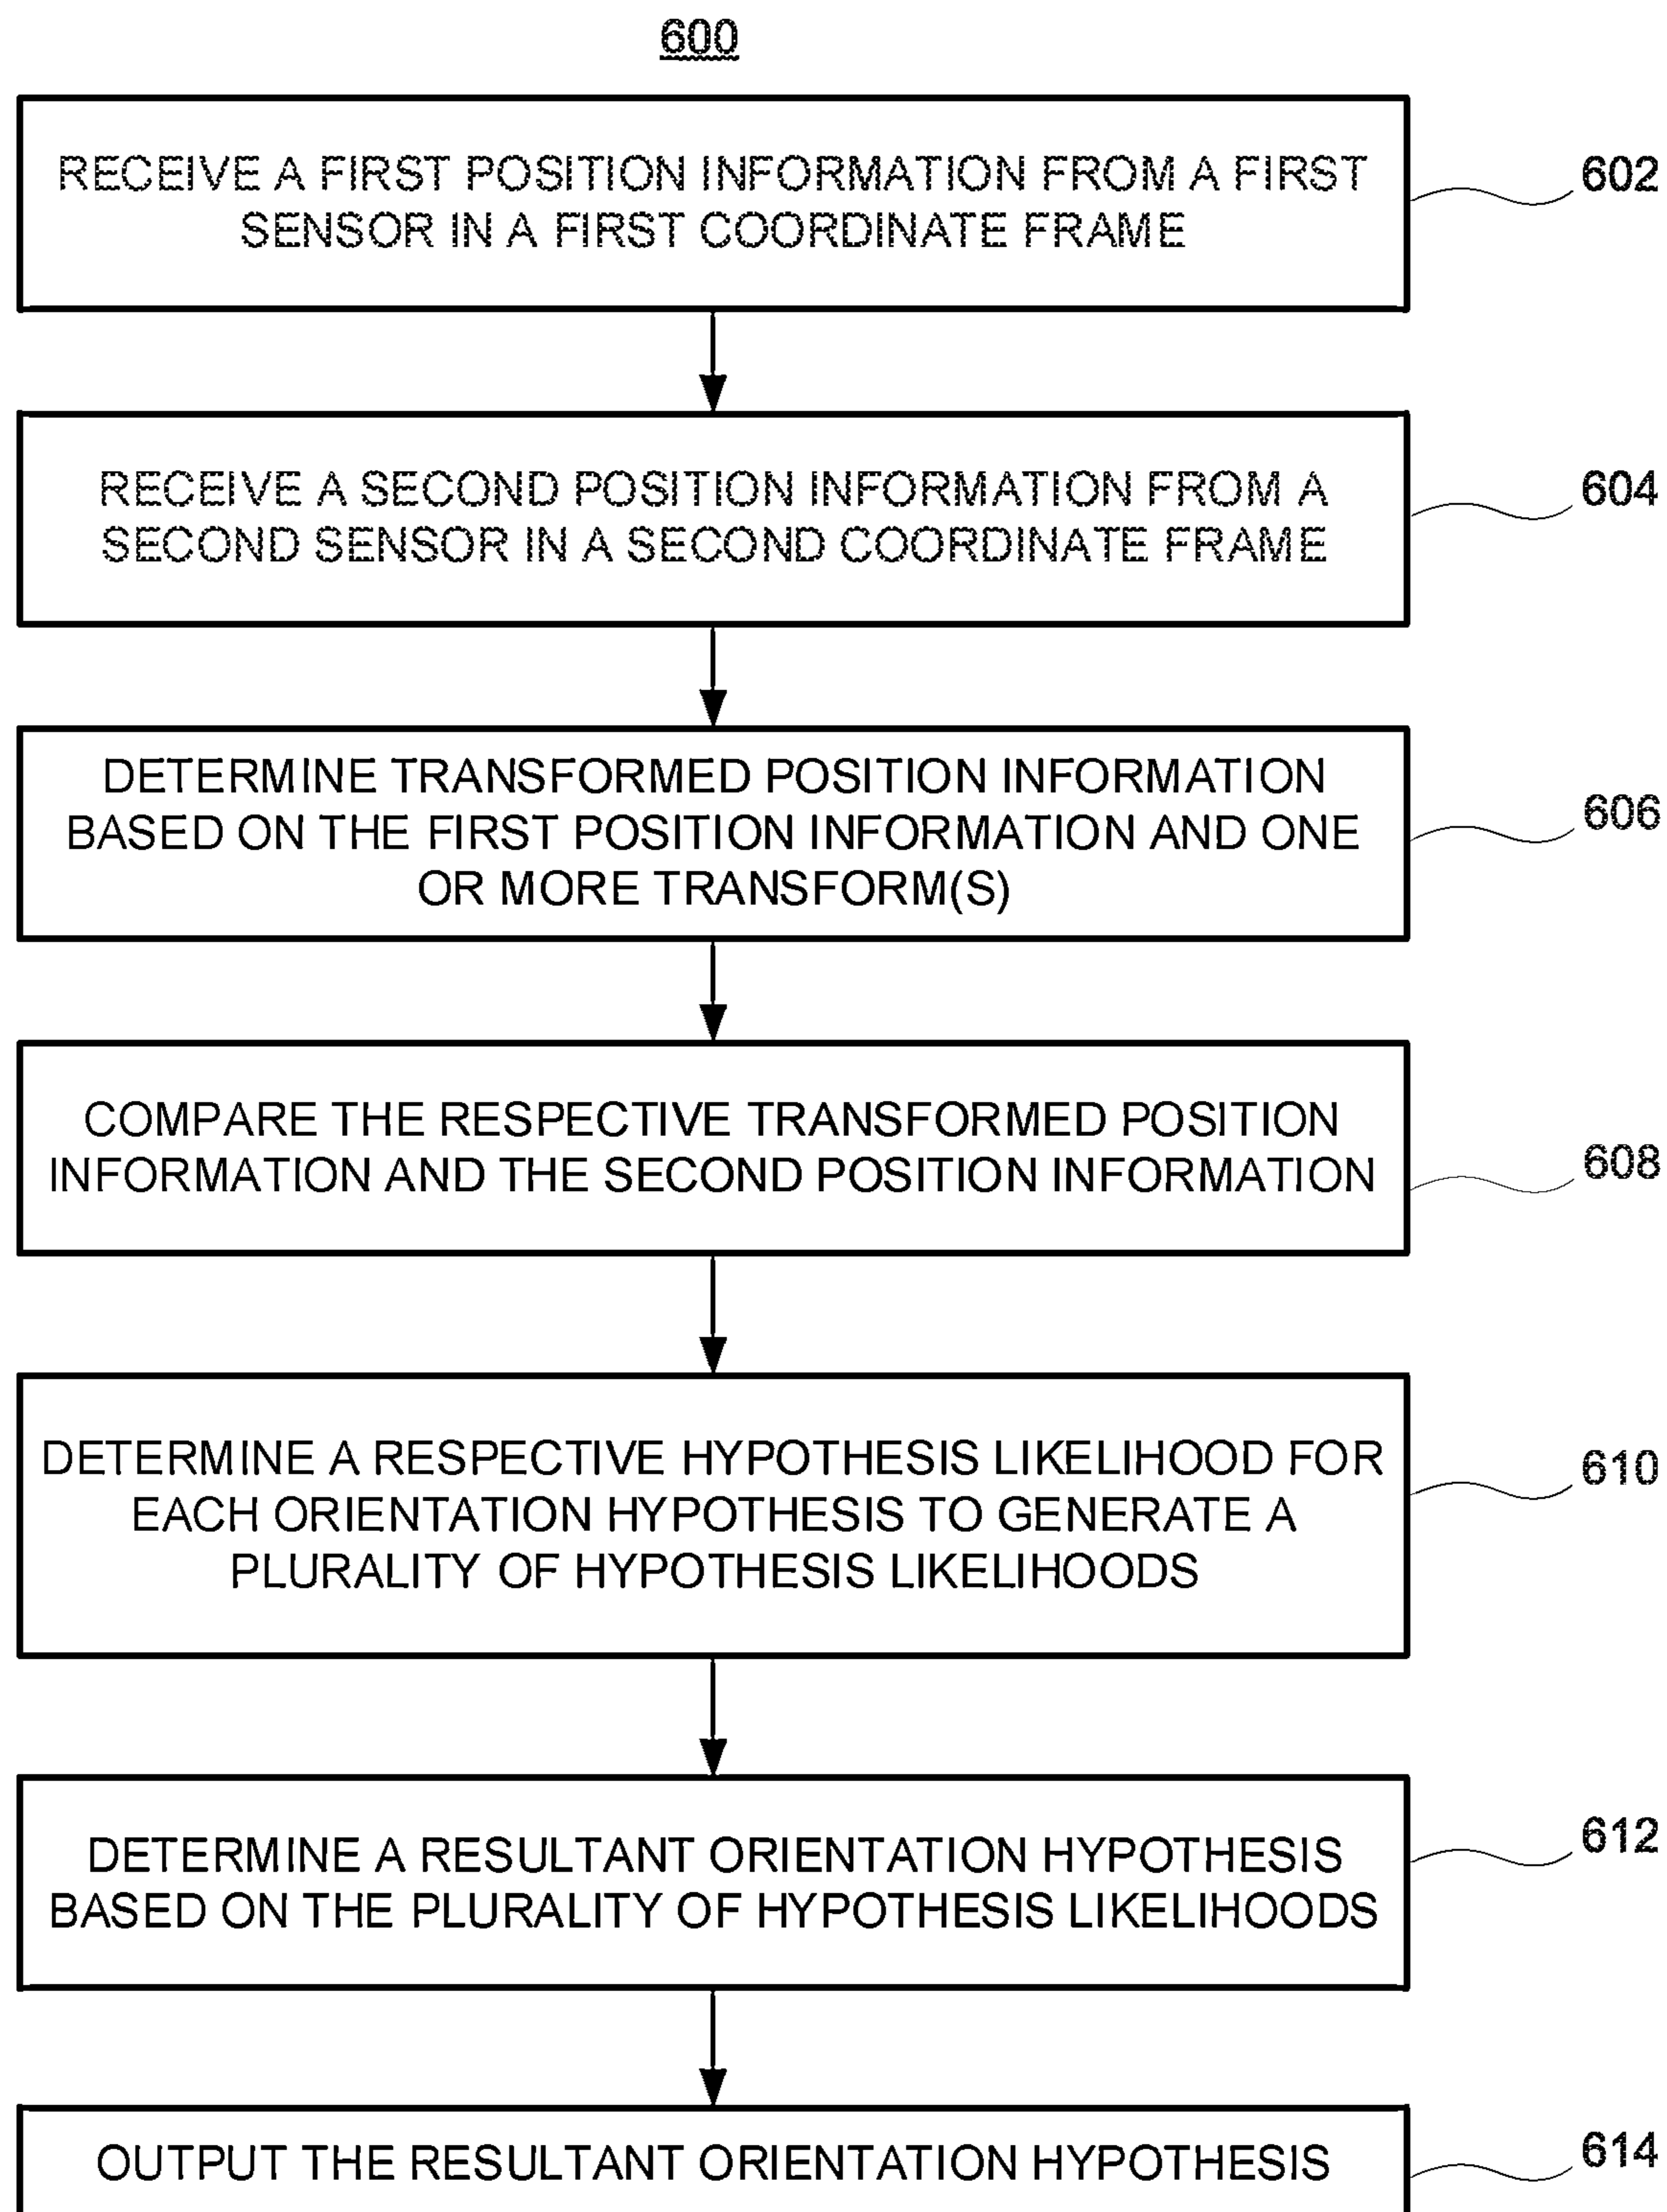 600
RECEIVE A FIRST POSITION INFORMATION FROM A FIRST
SENSOR IN A FIRST COORDINATE FRAME
602
RECEIVE A SECOND POSITION INFORMATION FROM A
SECOND SENSOR IN A SECOND COORDINATE FRAME
604
DETERMINE TRANSFORMED POSITION INFORMATION
BASED ON THE FIRST POSITION INFORMATION AND ONE
OR MORE TRANSFORM(S)
606
COMPARE THE RESPECTIVE TRANSFORMED POSITION
INFORMATION AND THE SECOND POSITION INFORMATION
608
DETERMINE A RESPECTIVE HYPOTHESIS LIKELIHOOD FOR
EACH ORIENTATION HYPOTHESIS TO GENERATE A
PLURALITY OF HYPOTHESIS LIKELIHOODS
610
DETERMINE A RESULTANT ORIENTATION HYPOTHESIS
BASED ON THE PLURALITY OF HYPOTHESIS LIKELIHOODS
612
OUTPUT THE RESULTANT ORIENTATION HYPOTHESIS
614